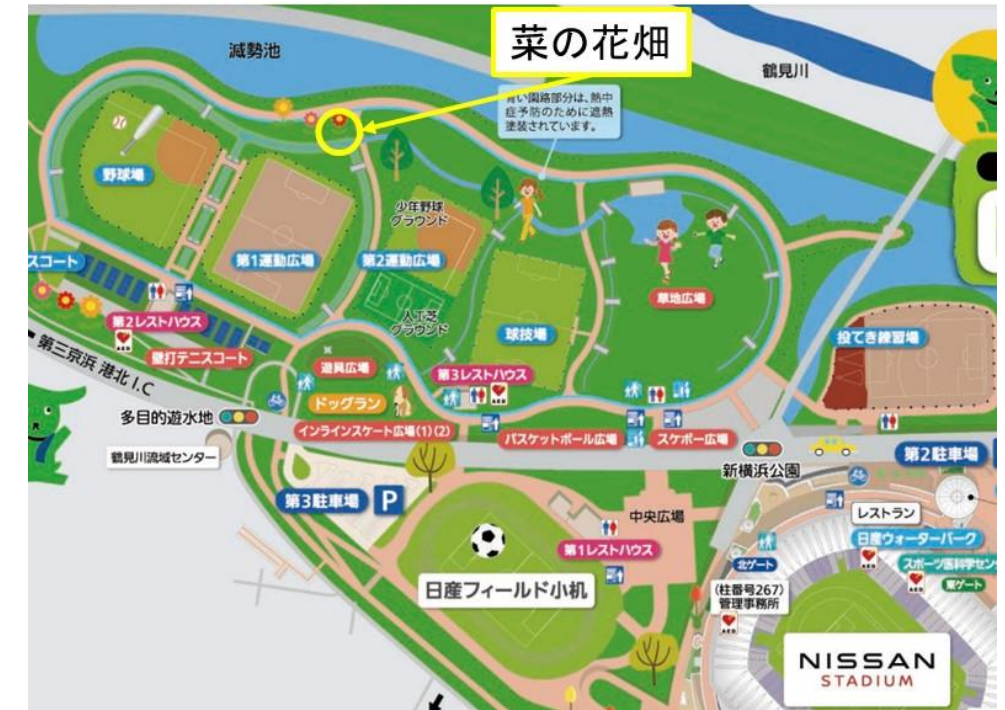 菜の花畑
減勢池
鶴見川
青い園路部分は、熱中
症予防のために遮熱
塗装されています。
野球場
少年野球
グラウンド
第1運動広場
第2運動広場
人工芝
グラウンド
球技場
草地広場
投てき練習場
スコート
第2レストハウス
AED
壁打テニスコート
第三京浜 港北 I.C
遊具広場
ドッグラン
第3レストハウス
AED
インラインスケート広場(1)(2)
バスケットボール広場
スケボー広場
多目的遊水地
鶴見川流域センター
新横浜公園
第2駐車場
第3駐車場
P
中央広場
第1レストハウス
日産フィールド小机
レストラン
日産ウォーターパーク
スポーツ医科学セン
AED
AED
東ゲート
北ゲート
(柱番号267)
管理事務所
AED
NISSAN
STADIUM